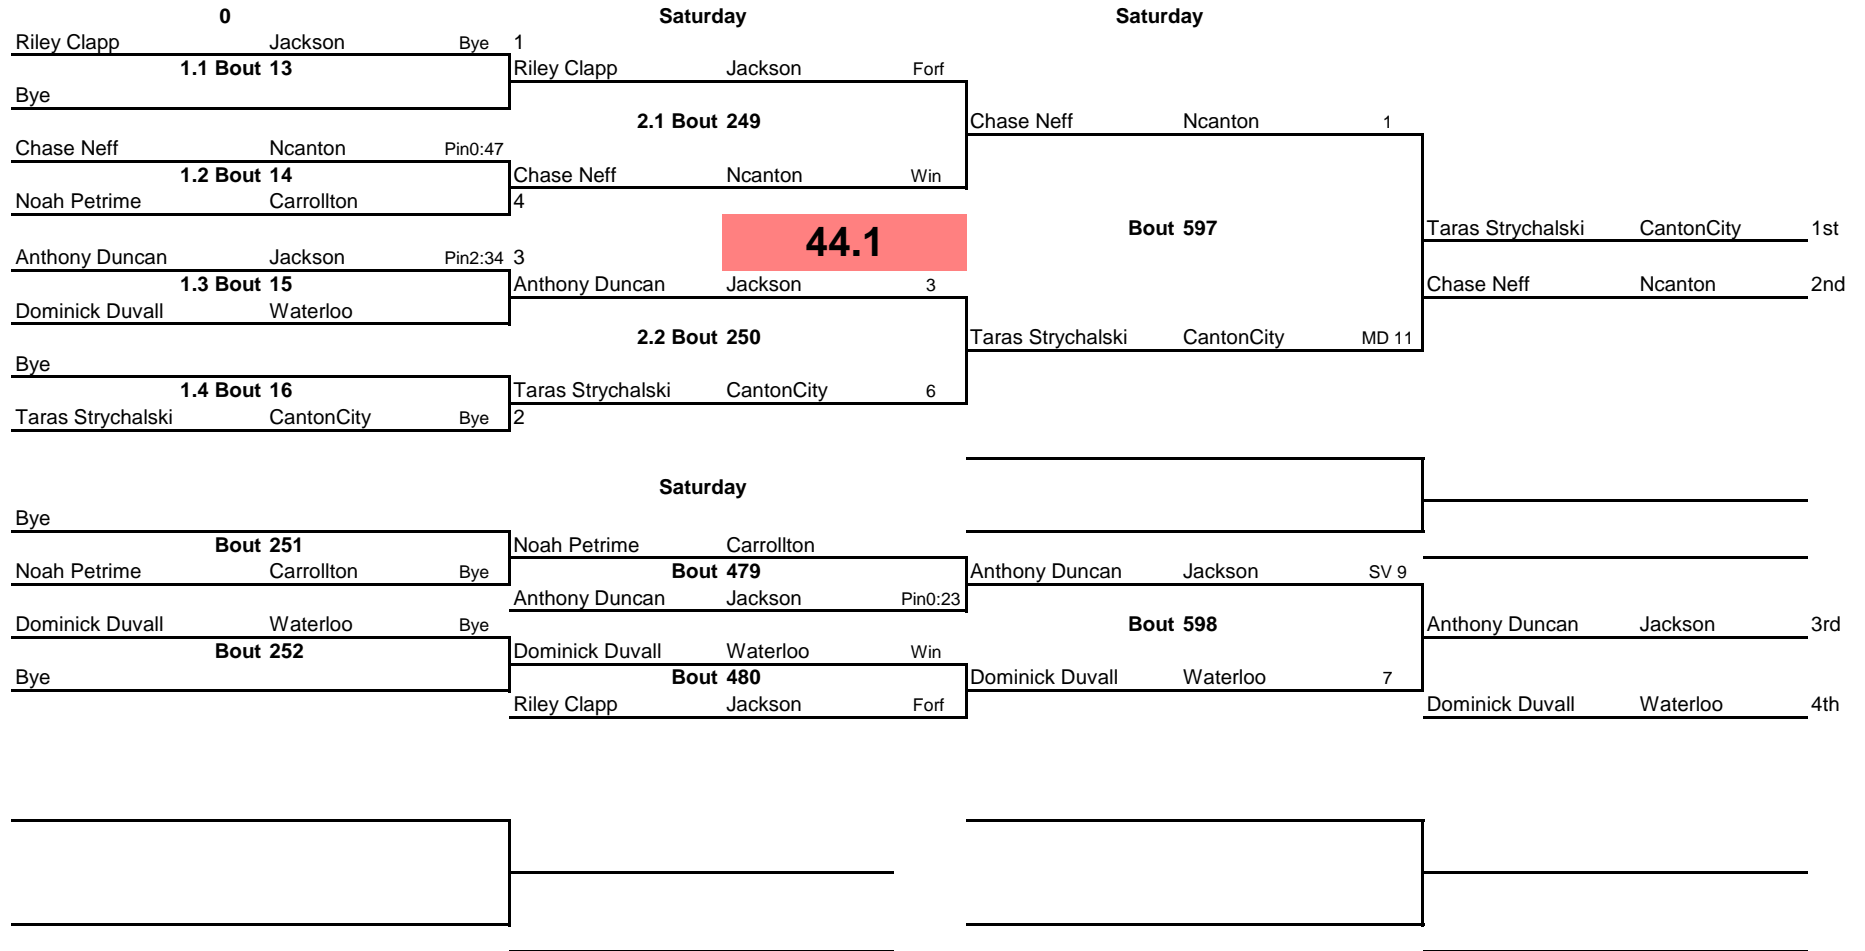 0 Saturday Saturday
Riley Clapp Jackson Bye 1
1.1 Bout 13 Riley Clapp Jackson Forf
Bye
2.1 Bout 249 Chase Neff Ncanton 1
Chase Neff Ncanton Pin0:47
1.2 Bout 14 Chase Neff Ncanton Win
Noah Petrime Carrollton 4
44.1 Bout 597 Taras Strychalski CantonCity 1st
Anthony Duncan Jackson Pin2:34 3
1.3 Bout 15 Anthony Duncan Jackson 3 Chase Neff Ncanton 2nd
Dominick Duvall Waterloo
2.2 Bout 250 Taras Strychalski CantonCity MD 11
Bye
1.4 Bout 16 Taras Strychalski CantonCity 6
Taras Strychalski CantonCity Bye 2
Saturday
Bye
Bout 251 Noah Petrime Carrollton
Noah Petrime Carrollton Bye Bout 479 Anthony Duncan Jackson SV 9
Anthony Duncan Jackson Pin0:23
Dominick Duvall Waterloo Bye Bout 598 Anthony Duncan Jackson 3rd
Bout 252 Dominick Duvall Waterloo Win
Bye Bout 480 Dominick Duvall Waterloo 7
Riley Clapp Jackson Forf Dominick Duvall Waterloo 4th